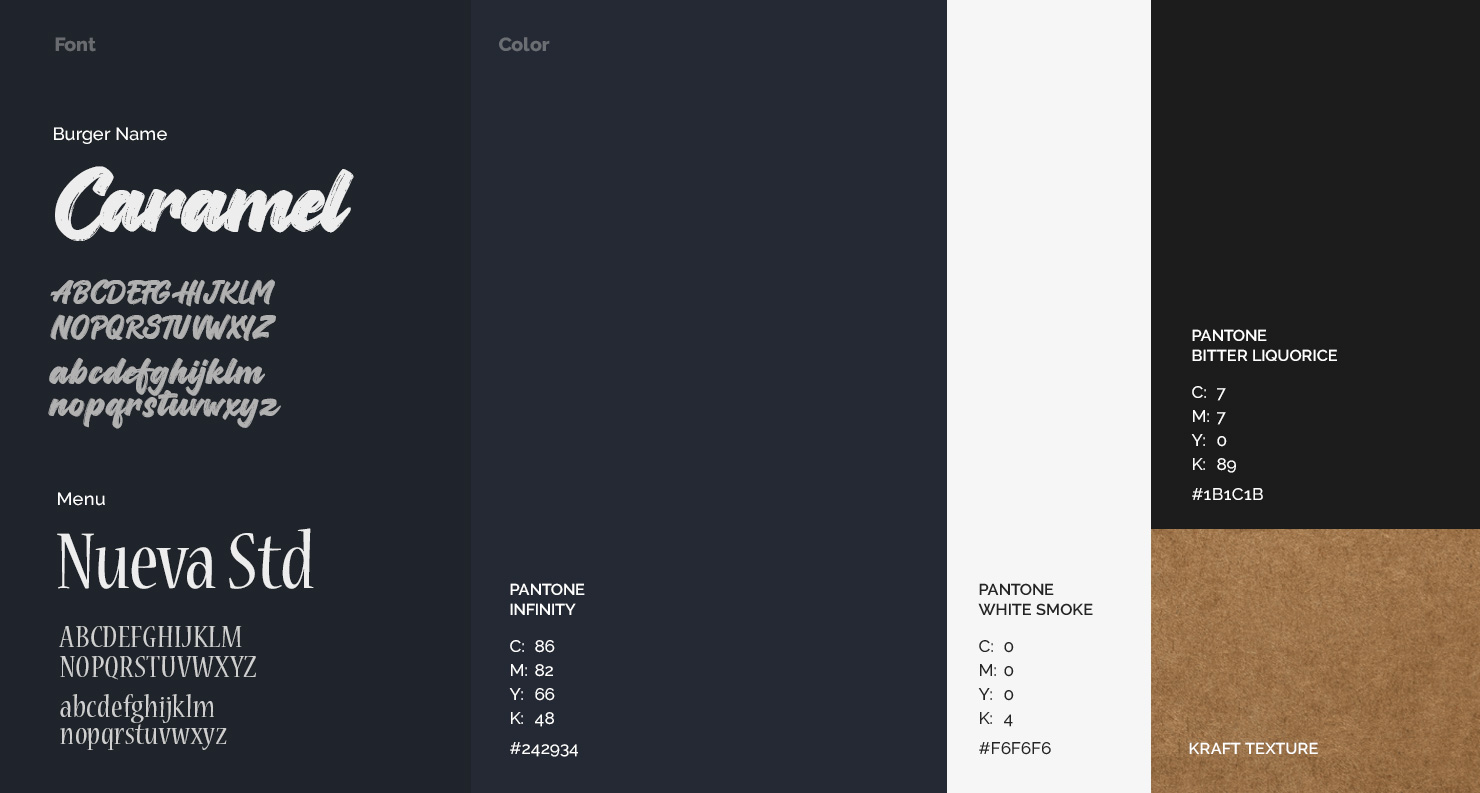 Font
Burger Name
Caramel
ABCDEFGHIJKLM
NOPQRSTUVWXYZ
abcdefghijklm
nopqrstuvwxyz
Menu
Nueva Std
ABCDEFGHIJKLM
NOPQRSTUVWXYZ
abcdefghijklm
nopqrstuvwxyz
Color
PANTONE
INFINITY
C: 86
M: 82
Y: 66
K: 48
#242934
PANTONE
WHITE SMOKE
C: 0
M: 0
Y: 0
K: 4
#F6F6F6
PANTONE
BITTER LIQUORICE
C: 7
M: 7
Y: 0
K: 89
#1B1C1B
KRAFT TEXTURE